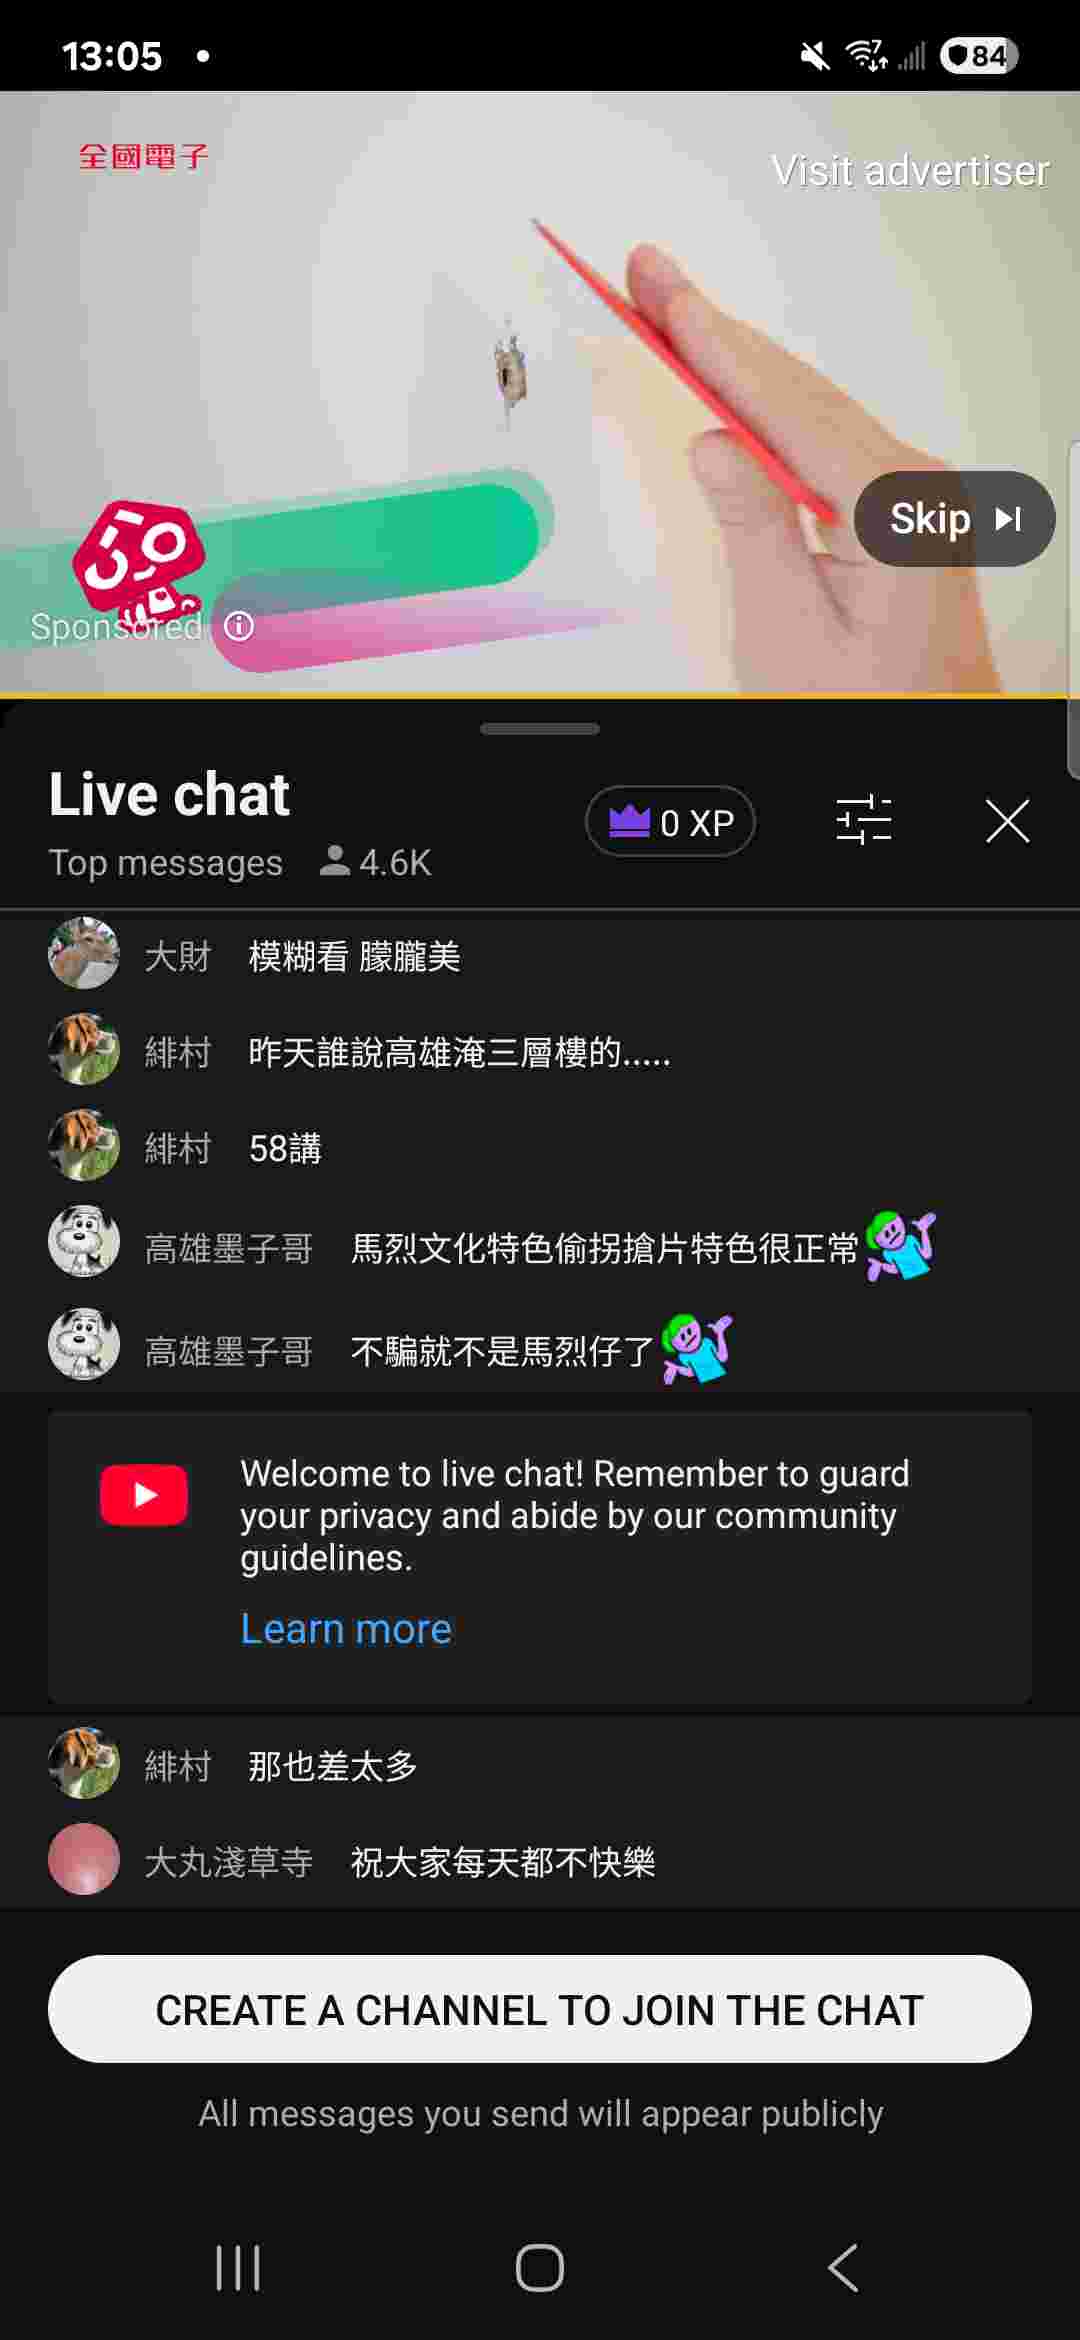 13:05
7
84
全國電子
Visit advertiser
Skip
Sponsored
Live chat
0 XP
Top messages 4.6K
大財 模糊看 朦朧美
緋村 昨天誰說高雄淹三層樓的.....
緋村 58講
高雄墨子哥 馬烈文化特色偷拐搶片特色很正常
高雄墨子哥 不騙就不是馬烈仔了
Welcome to live chat! Remember to guard
your privacy and abide by our community
guidelines.
Learn more
緋村 那也差太多
大丸淺草寺 祝大家每天都不快樂
CREATE A CHANNEL TO JOIN THE CHAT
All messages you send will appear publicly